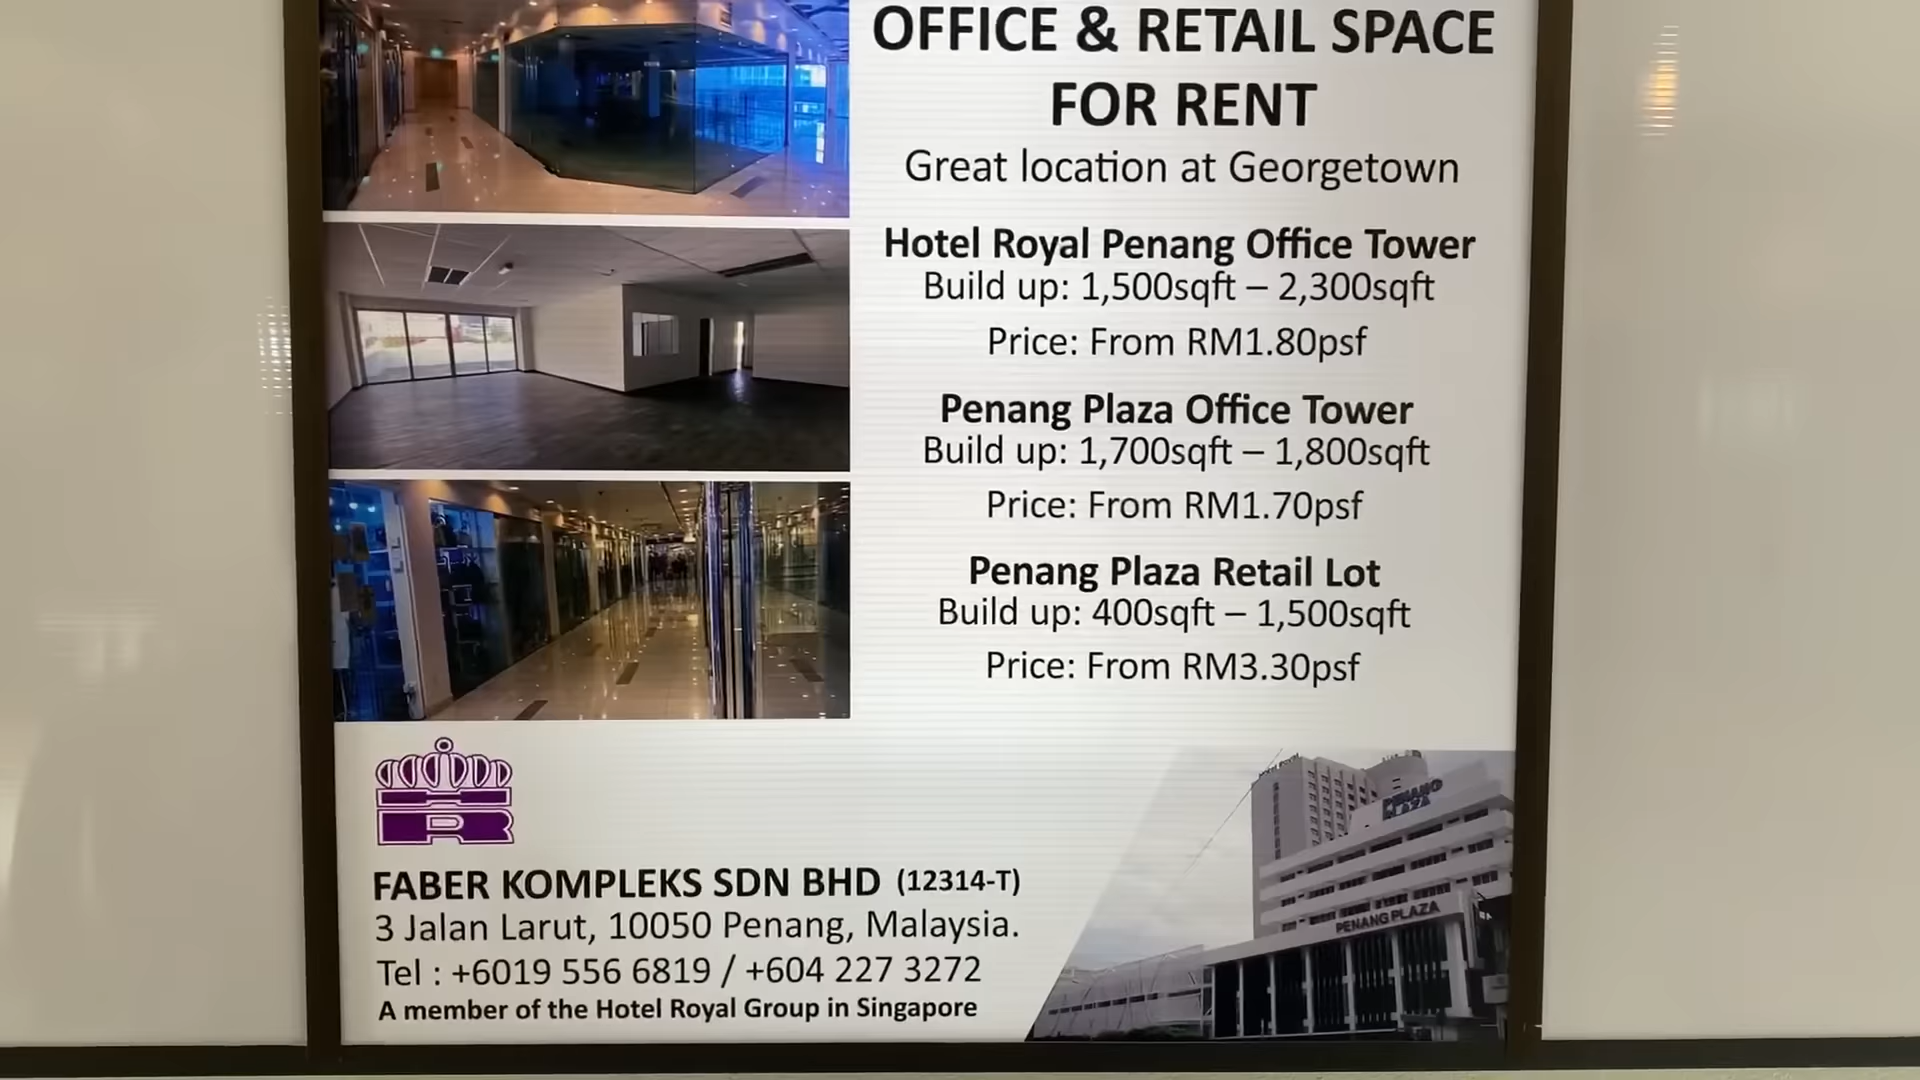 OFFICE & RETAIL SPACE
FOR RENT
Great location at Georgetown
Hotel Royal Penang Office Tower
Build up: 1,500sqft – 2,300sqft
Price: From RM1.80psf
Penang Plaza Office Tower
Build up: 1,700sqft – 1,800sqft
Price: From RM1.70psf
Penang Plaza Retail Lot
Build up: 400sqft – 1,500sqft
Price: From RM3.30psf
HR
FABER KOMPLEKS SDN BHD (12314-T)
3 Jalan Larut, 10050 Penang, Malaysia.
Tel : +6019 556 6819 / +604 227 3272
A member of the Hotel Royal Group in Singapore
Hotel Royal
PENANG
PLAZA
PENANG PLAZA